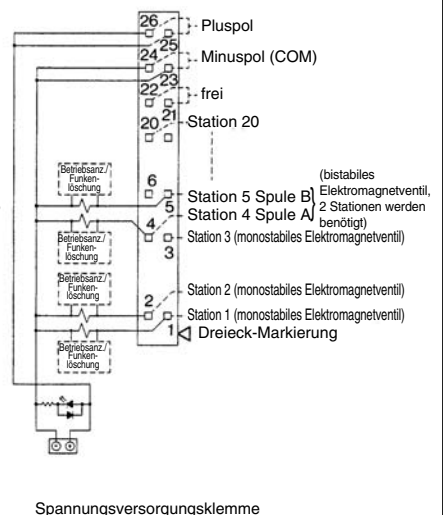 26
Pluspol
25
24
Minuspol (COM)
23
22
frei
21
20
Station 20
Betriebsanz./
Funken-
löschung
6
Station 5 Spule B
5
Station 4 Spule A
(bistabiles
Elektromagnetventil,
2 Stationen werden
benötigt)
4
Station 3 (monostabiles Elektromagnetventil)
3
Betriebsanz./
Funken-
löschung
Betriebsanz./
Funken-
löschung
Station 2 (monostabiles Elektromagnetventil)
2
Station 1 (monostabiles Elektromagnetventil)
1
Dreieck-Markierung
Betriebsanz./
Funken-
löschung
⊖ ⊕
Spannungsversorgungsklemme